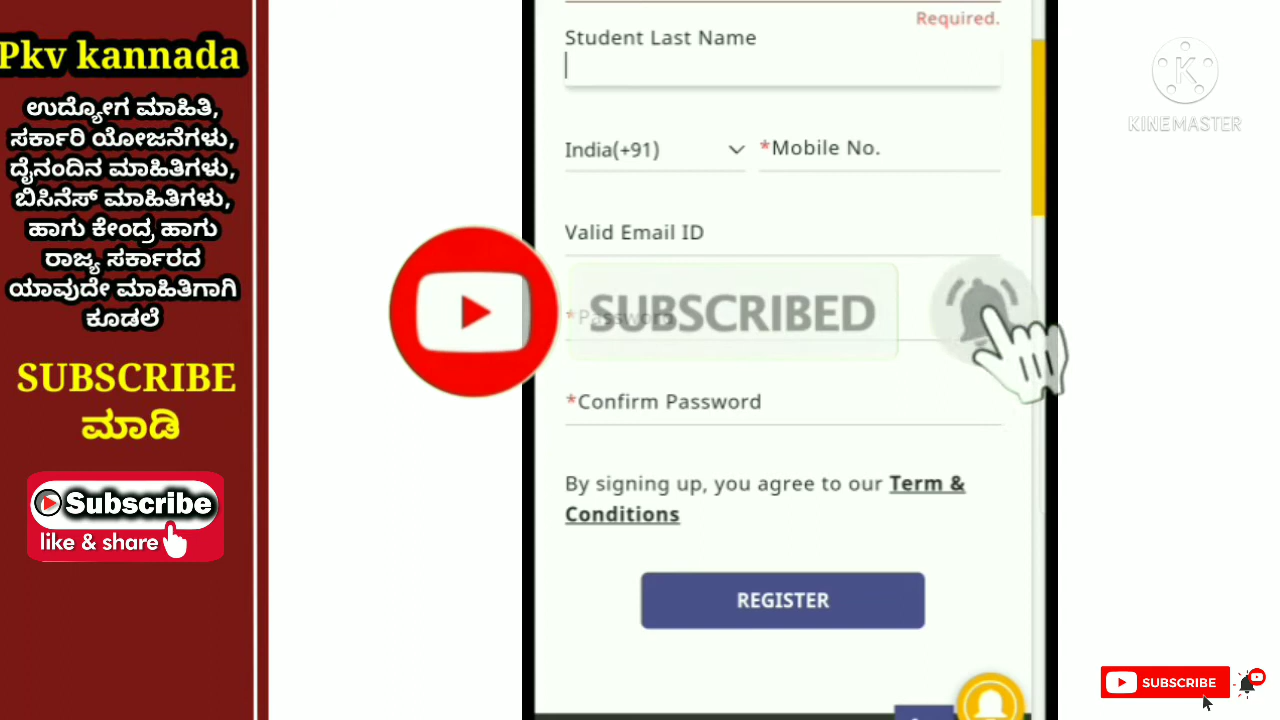 Pkv kannada
ಉದ್ಯೋಗ ಮಾಹಿತಿ,
ಸರ್ಕಾರಿ ಯೋಜನೆಗಳು,
ದೈನಂದಿನ ಮಾಹಿತಿಗಳು,
ಬಿಸಿನೆಸ್ ಮಾಹಿತಿಗಳು,
ಹಾಗು ಕೇಂದ್ರ ಹಾಗು
ರಾಜ್ಯ ಸರ್ಕಾರದ
ಯಾವುದೇ ಮಾಹಿತಿಗಾಗಿ
ಕೂಡಲೆ
SUBSCRIBE
ಮಾಡಿ
Subscribe
like & share
Required.
Student Last Name
India(+91)
*Mobile No.
Valid Email ID
*Password
SUBSCRIBED
*Confirm Password
By signing up, you agree to our Term &
Conditions
REGISTER
K
KINEMASTER
SUBSCRIBE